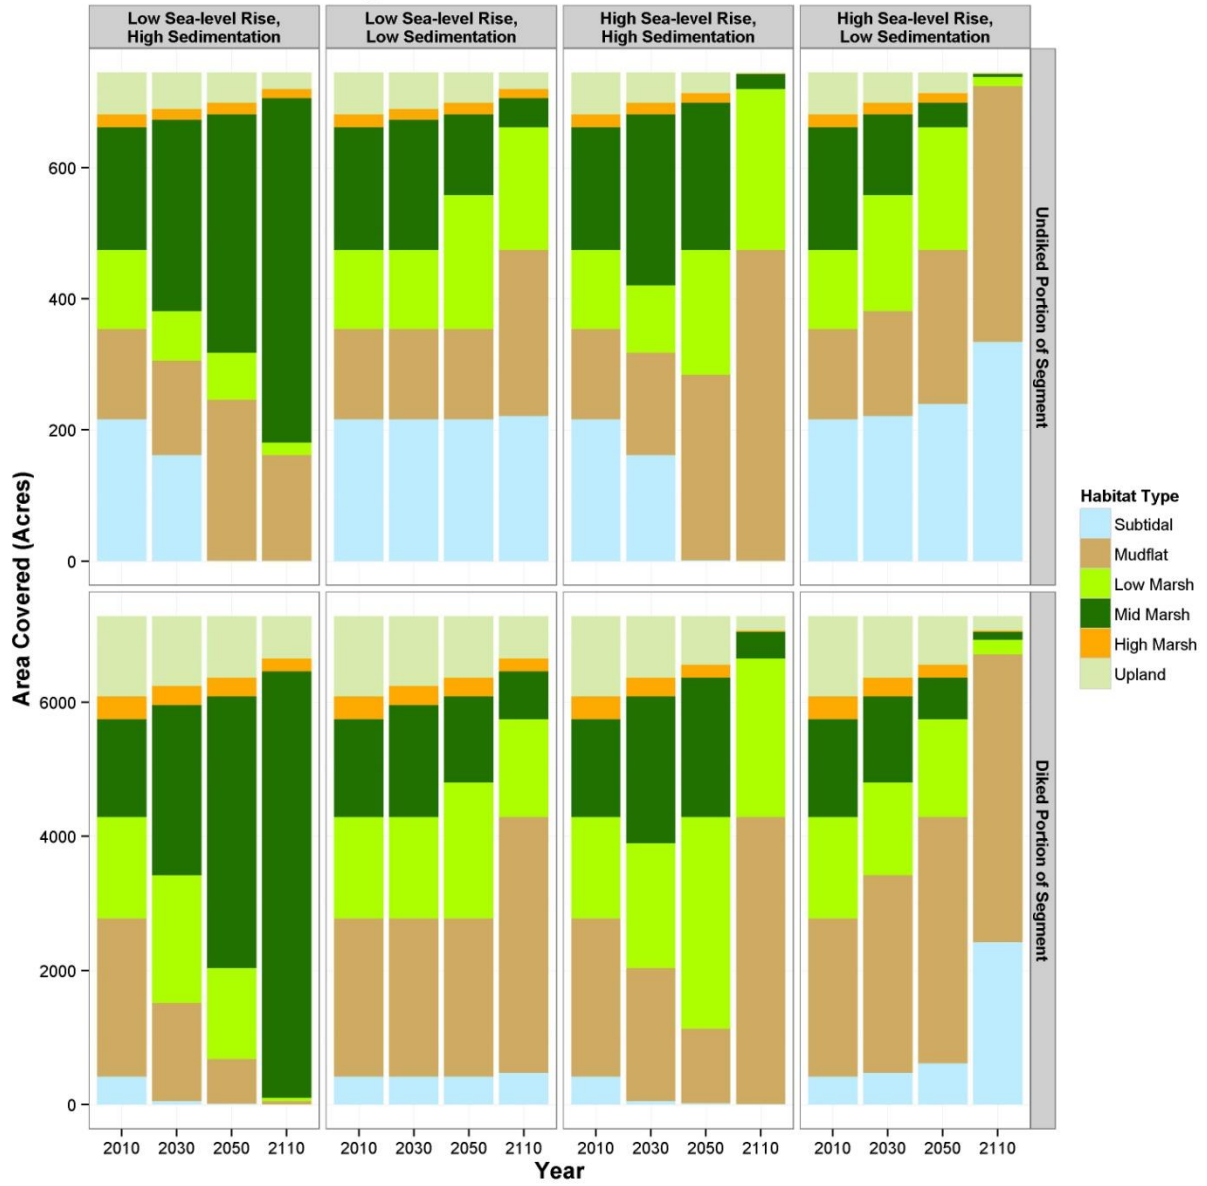 Low Sea-level Rise,
High Sedimentation
Low Sea-level Rise,
Low Sedimentation
High Sea-level Rise,
High Sedimentation
High Sea-level Rise,
Low Sedimentation
Area Covered (Acres)
600
400
200
0
Undiked Portion of Segment
6000
4000
2000
0
Diked Portion of Segment
2010 2030 2050 2110 2010 2030 2050 2110 2010 2030 2050 2110 2010 2030 2050 2110
Year
Habitat Type
Subtidal
Mudflat
Low Marsh
Mid Marsh
High Marsh
Upland